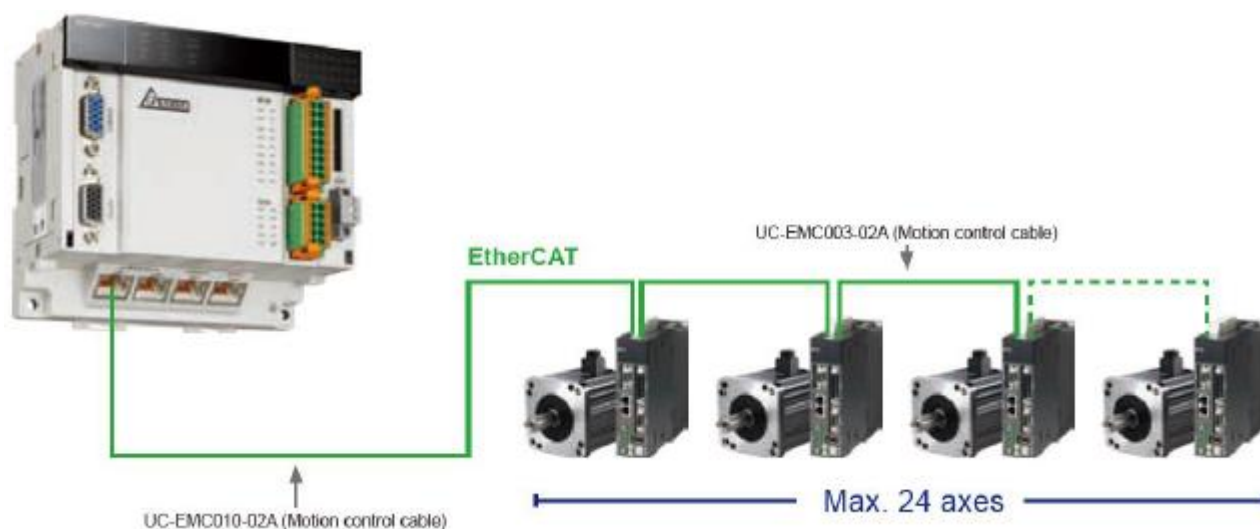 UC-EMC003-02A (Motion control cable)
EtherCAT
Max. 24 axes
UC-EMC010-02A (Motion control cable)